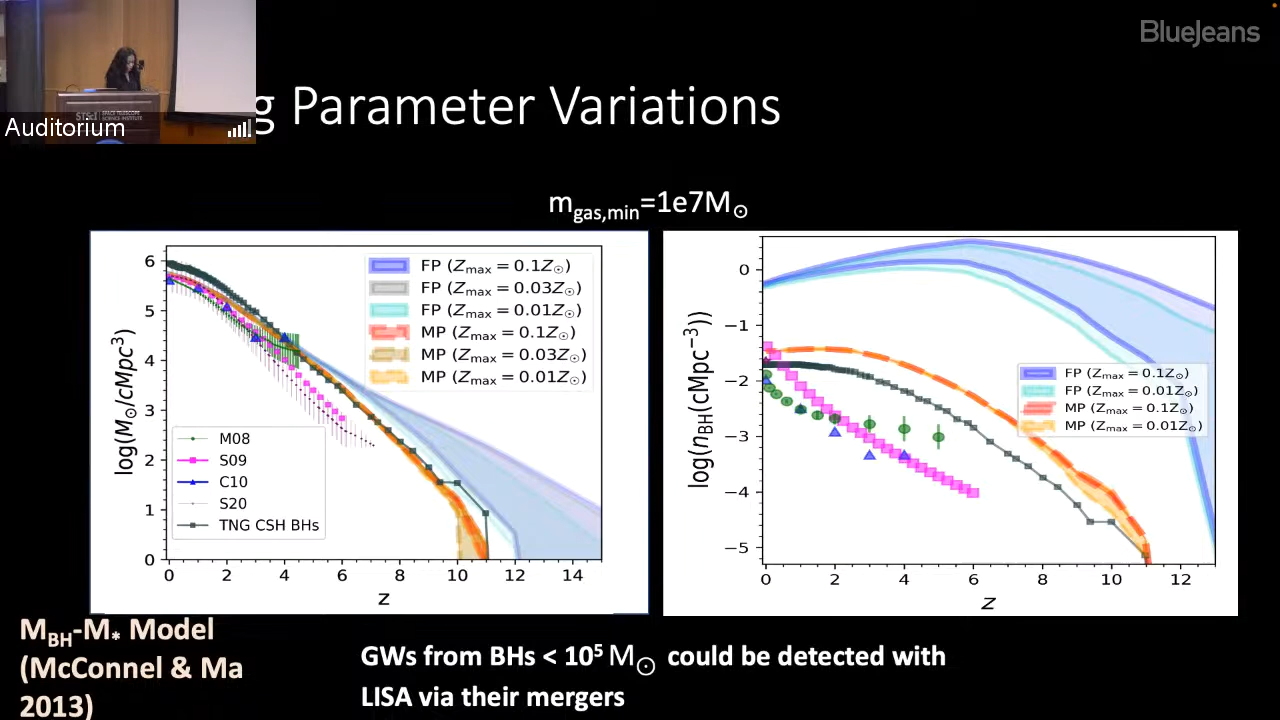 BlueJeans
g Parameter Variations
STScI SPACE TELESCOPE
SCIENCE INSTITUTE
Auditorium
m_gas,min=1e7M☉
log(M☉/cMpc³)
6
5
4
3
2
1
0
FP (Z_max = 0.1Z☉)
FP (Z_max = 0.03Z☉)
FP (Z_max = 0.01Z☉)
MP (Z_max = 0.1Z☉)
MP (Z_max = 0.03Z☉)
MP (Z_max = 0.01Z☉)
M08
S09
C10
S20
TNG CSH BHs
0 2 4 6 8 10 12 14
z
log(n_BH(cMpc⁻³))
0
−1
−2
−3
−4
−5
FP (Z_max = 0.1Z☉)
FP (Z_max = 0.01Z☉)
MP (Z_max = 0.1Z☉)
MP (Z_max = 0.01Z☉)
0 2 4 6 8 10 12
z
M_BH-M_* Model
(McConnel & Ma
2013)
GWs from BHs < 10⁵ M☉ could be detected with
LISA via their mergers